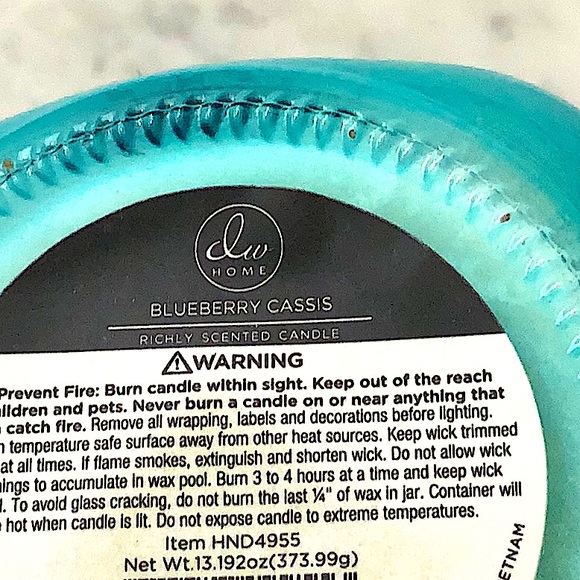 dw
HOME
BLUEBERRY CASSIS
RICHLY SCENTED CANDLE
⚠WARNING
Prevent Fire: Burn candle within sight. Keep out of the reach
ildren and pets. Never burn a candle on or near anything that
catch fire. Remove all wrapping, labels and decorations before lighting.
temperature safe surface away from other heat sources. Keep wick trimmed
at all times. If flame smokes, extinguish and shorten wick. Do not allow wick
ings to accumulate in wax pool. Burn 3 to 4 hours at a time and keep wick
. To avoid glass cracking, do not burn the last ¼" of wax in jar. Container will
hot when candle is lit. Do not expose candle to extreme temperatures.
Item HND4955
Net Wt.13.192oz(373.99g)
ETNAM